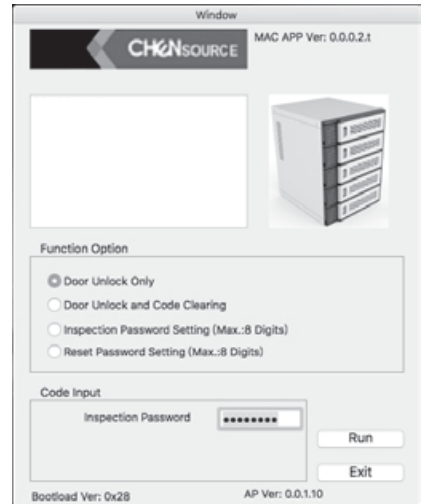 Window
CHENSOURCE
MAC APP Ver: 0.0.0.2.t
Function Option
Door Unlock Only
Door Unlock and Code Clearing
Inspection Password Setting (Max.:8 Digits)
Reset Password Setting (Max.:8 Digits)
Code Input
Inspection Password ••••••••
Run
Exit
Bootload Ver: 0x28 AP Ver: 0.0.1.10